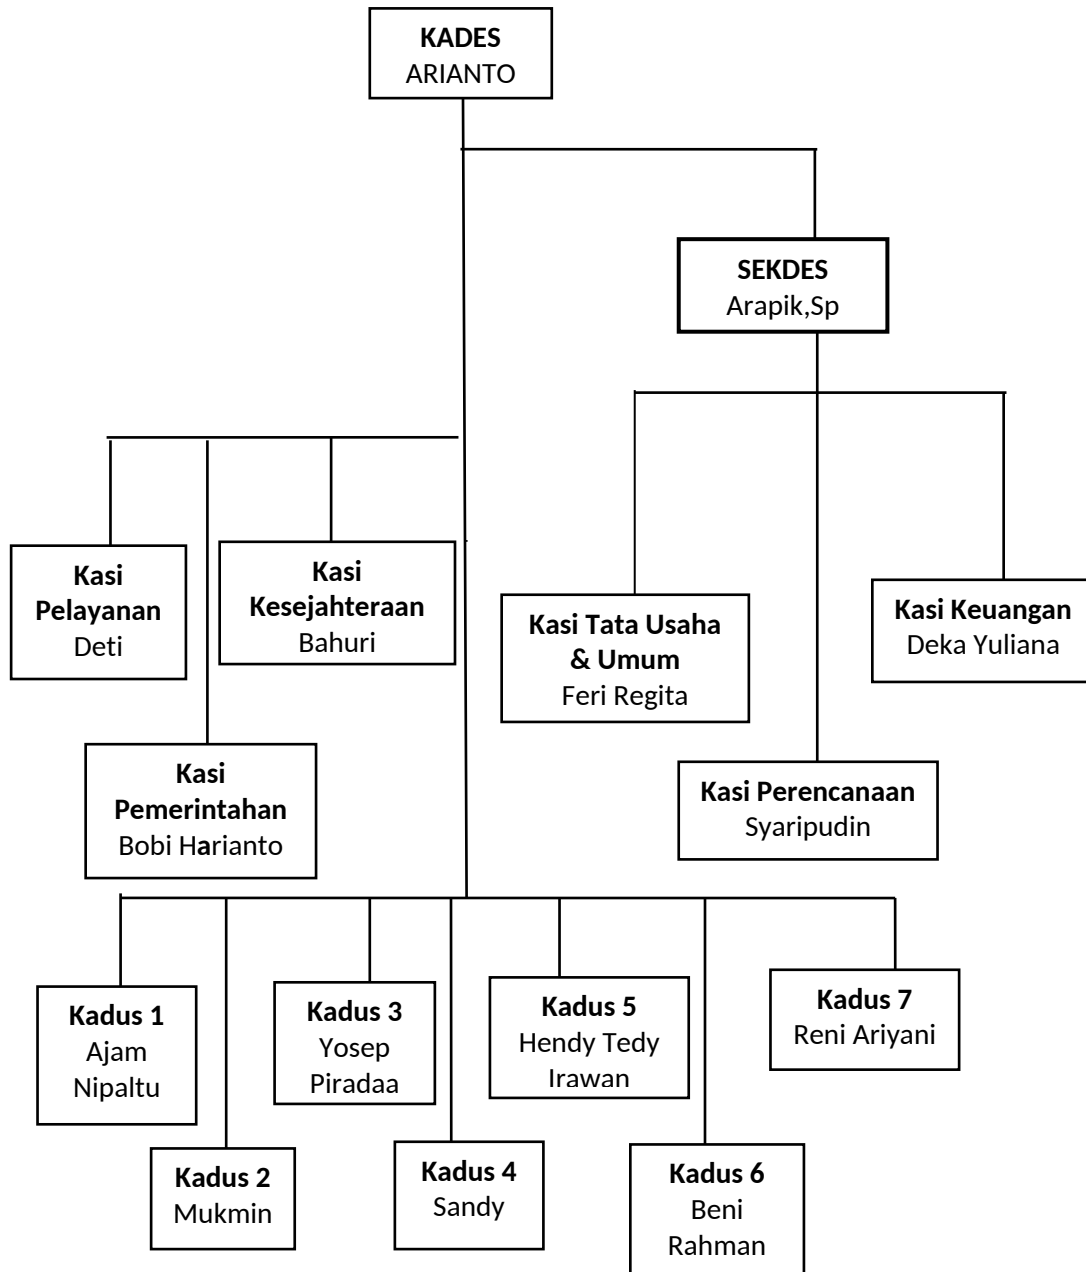 KADES
ARIANTO
SEKDES
Arapik,Sp
Kasi
Pelayanan
Deti
Kasi
Kesejahteraan
Bahuri
Kasi Tata Usaha
& Umum
Feri Regita
Kasi Keuangan
Deka Yuliana
Kasi
Pemerintahan
Bobi Harianto
Kasi Perencanaan
Syaripudin
Kadus 1
Ajam
Nipaltu
Kadus 2
Mukmin
Kadus 3
Yosep
Piradaa
Kadus 4
Sandy
Kadus 5
Hendy Tedy
Irawan
Kadus 6
Beni
Rahman
Kadus 7
Reni Ariyani